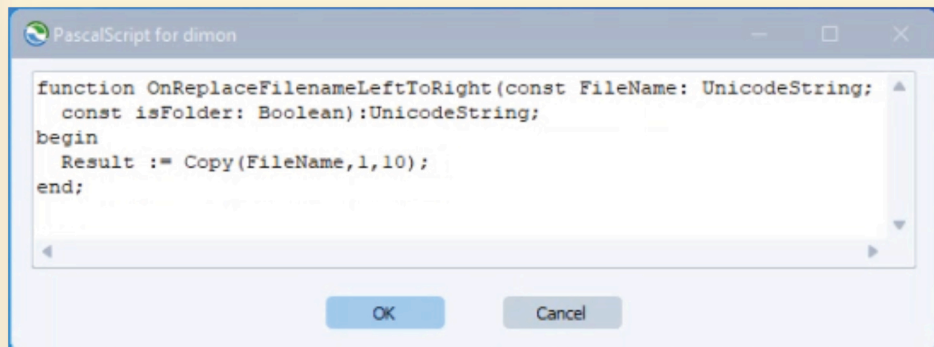 PascalScript for dimon
function OnReplaceFilenameLeftToRight(const FileName: UnicodeString;
  const isFolder: Boolean):UnicodeString;
begin
  Result := Copy(FileName,1,10);
end;
OK Cancel